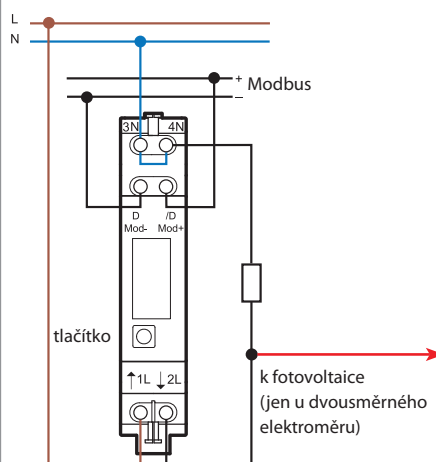 L
N
+
Modbus
–
3N 4N
D /D
Mod- Mod+
tlačítko
↑1L ↓2L
k fotovoltaice
(jen u dvousměrného
elektroměru)